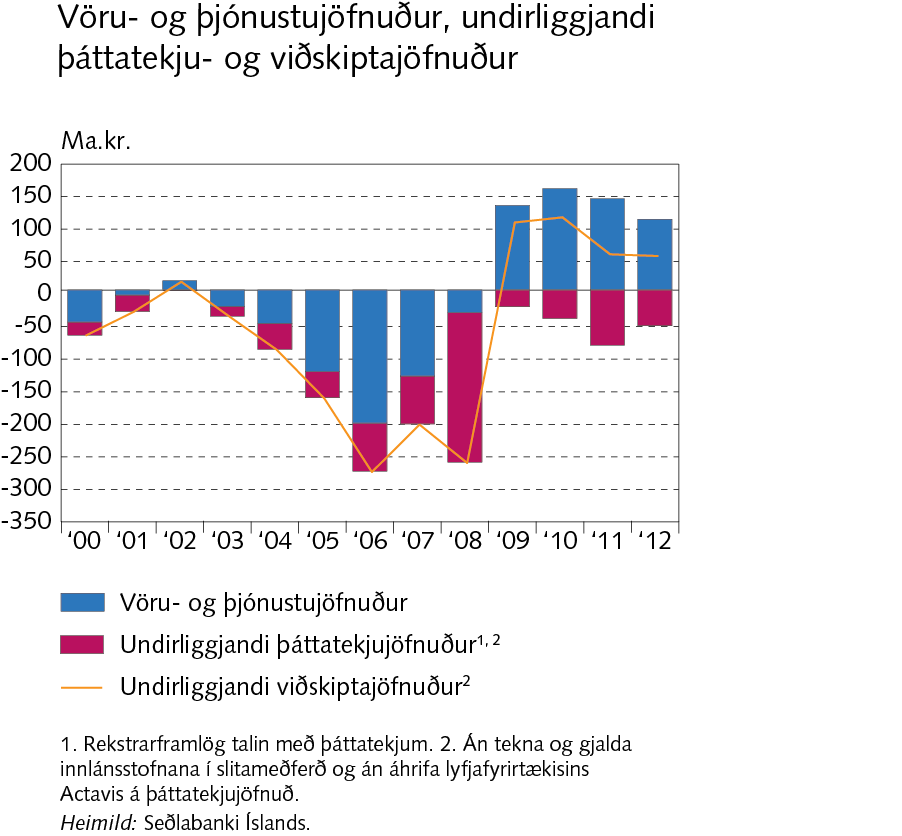 Vöru- og þjónustujöfnuður, undirliggjandi
þáttatekju- og viðskiptajöfnuður
Ma.kr.
200
150
100
50
0
-50
-100
-150
-200
-250
-300
-350
‘00 ‘01 ‘02 ‘03 ‘04 ‘05 ‘06 ‘07 ‘08 ‘09 ‘10 ‘11 ‘12
Vöru- og þjónustujöfnuður
Undirliggjandi þáttatekjujöfnuður¹,²
Undirliggjandi viðskiptajöfnuður²
1. Rekstrarframlög talin með þáttatekjum. 2. Án tekna og gjalda
innlánsstofnana í slitameðferð og án áhrifa lyfjafyrirtækisins
Actavis á þáttatekjujöfnuð.
Heimild: Seðlabanki Íslands.